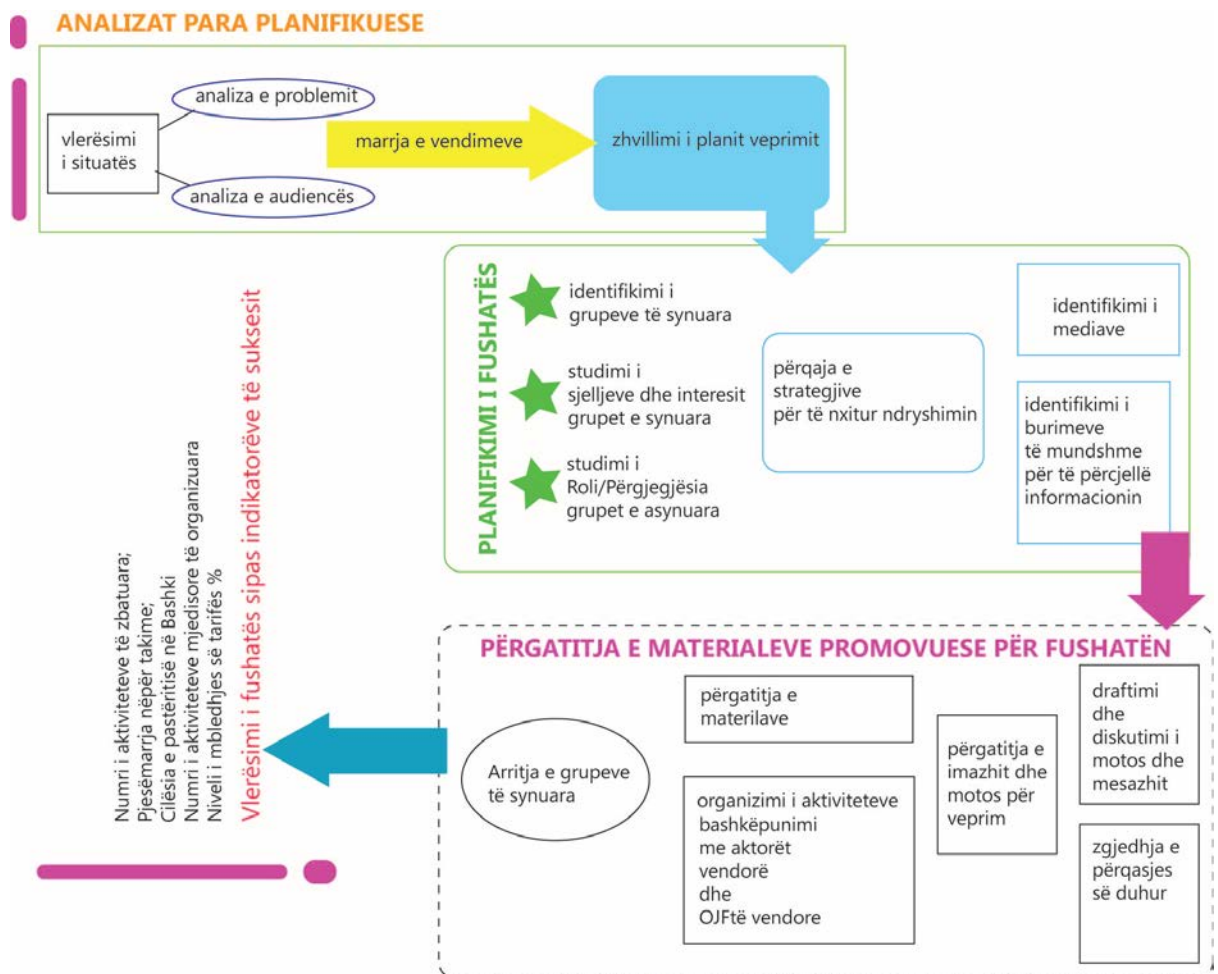 ANALIZAT PARA PLANIFIKUESE
vlerësimi
i situatës
analiza e problemit
analiza e audiencës
marrja e vendimeve
zhvillimi i planit veprimit
PLANIFIKIMI I FUSHATËS
identifikimi i
grupeve të synuara
studimi i
sjelljeve dhe interesit
grupet e synuara
studimi i
Roli/Përgjegjësia
grupet e asynuara
përqaja e
strategjive
për të nxitur ndryshimin
identifikimi i
mediave
identifikimi i
burimeve
të mundshme
për të përcjellë
informacionin
PËRGATITJA E MATERIALEVE PROMOVUESE PËR FUSHATËN
draftimi
dhe
diskutimi i
motos dhe
mesazhit
zgjedhja e
përqasjes
së duhur
përgatitja e
imazhit dhe
motos për
veprim
përgatitja e
materilave
organizimi i aktiviteteve
bashkëpunimi
me aktorët
vendorë
dhe
OJFtë vendore
Arritja e grupeve
të synuara
Vlerësimi i fushatës sipas indikatorëve të suksesit
Numri i aktiviteteve të zbatuara;
Pjesëmarrja nëpër takime;
Cilësia e pastëritisë në Bashki
Numri i aktiviteteve mjedisore të organizuara
Niveli i mbledhjes së tarifës %